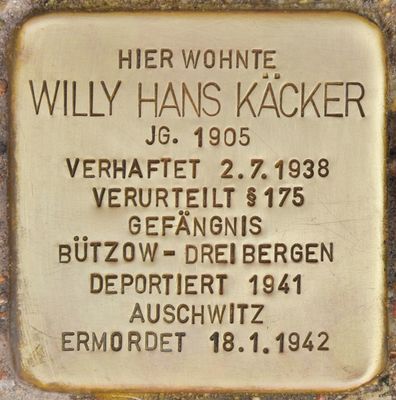 HIER WOHNTE
WILLY HANS KÄCKER
JG. 1905
VERHAFTET 2.7.1938
VERURTEILT § 175
GEFÄNGNIS
BÜTZOW - DREIBERGEN
DEPORTIERT 1941
AUSCHWITZ
ERMORDET 18.1.1942